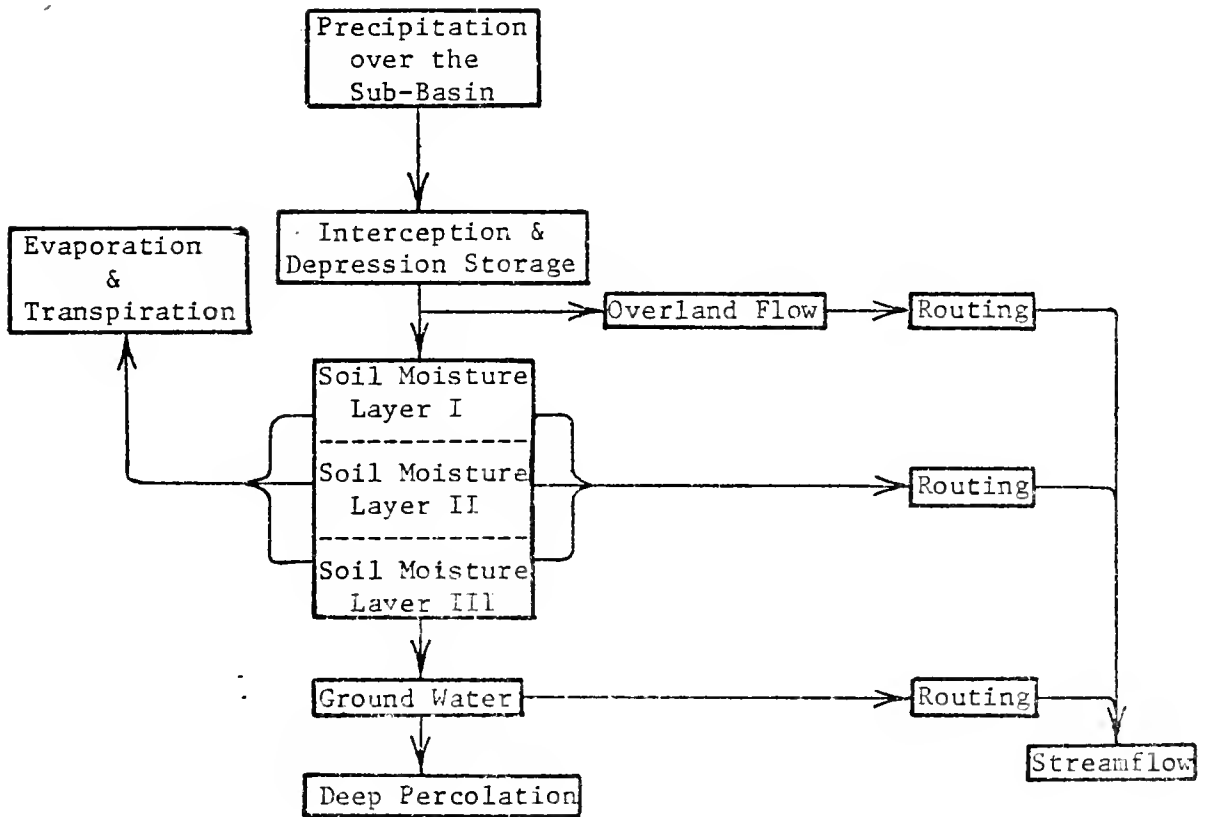 Precipitation
over the
Sub-Basin
Interception &
Depression Storage
Evaporation
&
Transpiration
Overland Flow
Routing
Soil Moisture
Layer I
Soil Moisture
Layer II
Routing
Soil Moisture
Layer III
Ground Water
Routing
Streamflow
Deep Percolation